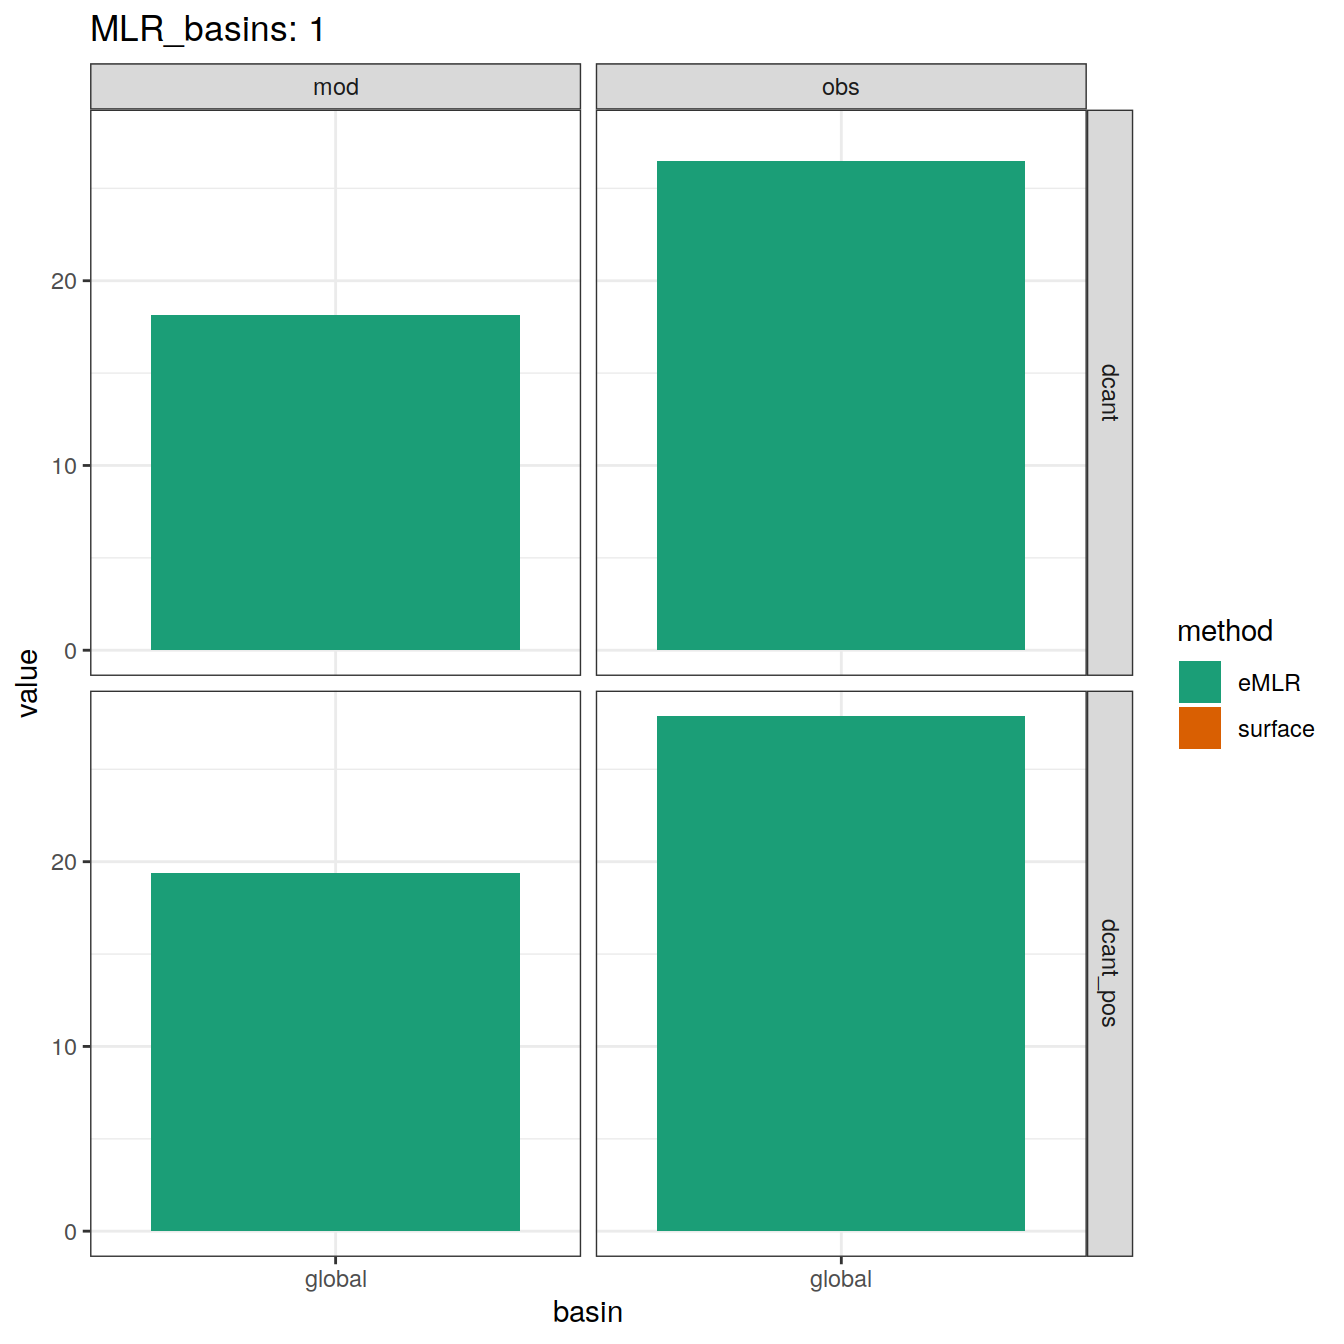 MLR_basins: 1
mod
obs
20
10
0
dcant
20
10
0
dcant_pos
value
global
global
basin
method
eMLR
surface